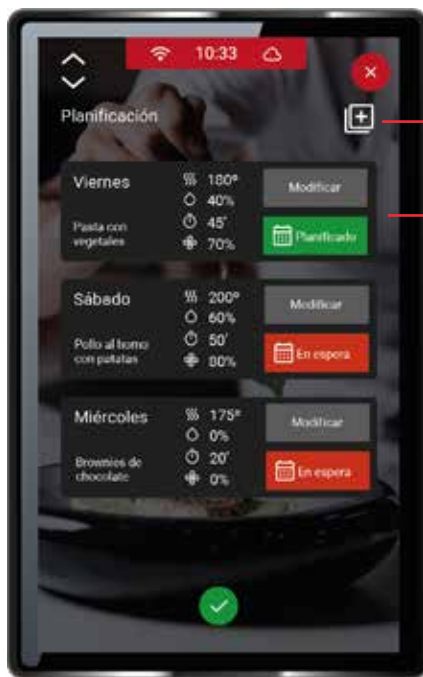 10:33
Planificación
Viernes
180º
Modificar
40%
Pasta con
vegetales
45'
70%
Planificado
Sábado
200º
Modificar
60%
Pollo al horno
con patatas
50'
80%
En espera
Miércoles
175º
Modificar
0%
Brownies de
chocolate
20'
0%
En espera